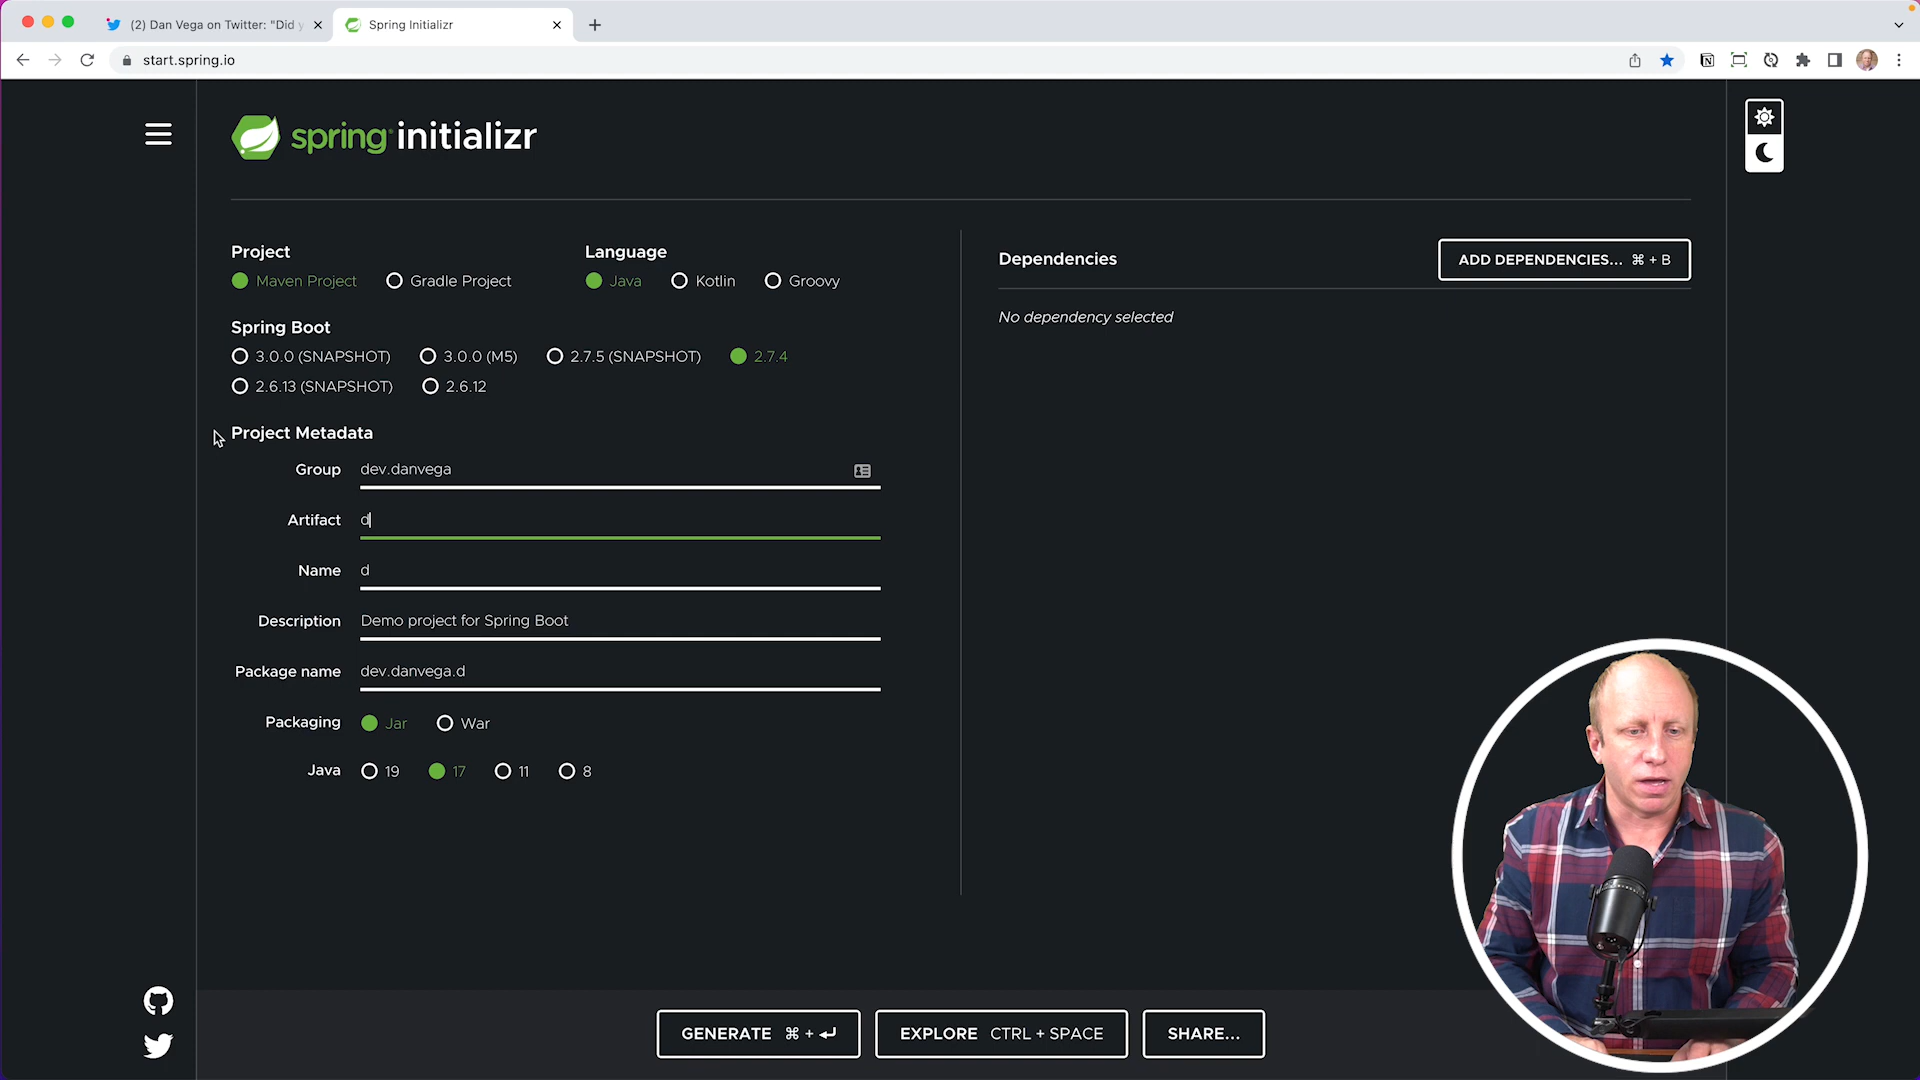 (2) Dan Vega on Twitter: "Did y
Spring Initializr
start.spring.io
spring initializr
Project
Maven Project
Gradle Project
Language
Java
Kotlin
Groovy
Dependencies
ADD DEPENDENCIES... ⌘ + B
No dependency selected
Spring Boot
3.0.0 (SNAPSHOT)
3.0.0 (M5)
2.7.5 (SNAPSHOT)
2.7.4
2.6.13 (SNAPSHOT)
2.6.12
Project Metadata
Group dev.danvega
Artifact d
Name d
Description Demo project for Spring Boot
Package name dev.danvega.d
Packaging Jar War
Java 19 17 11 8
GENERATE ⌘ + ⏎
EXPLORE CTRL + SPACE
SHARE...